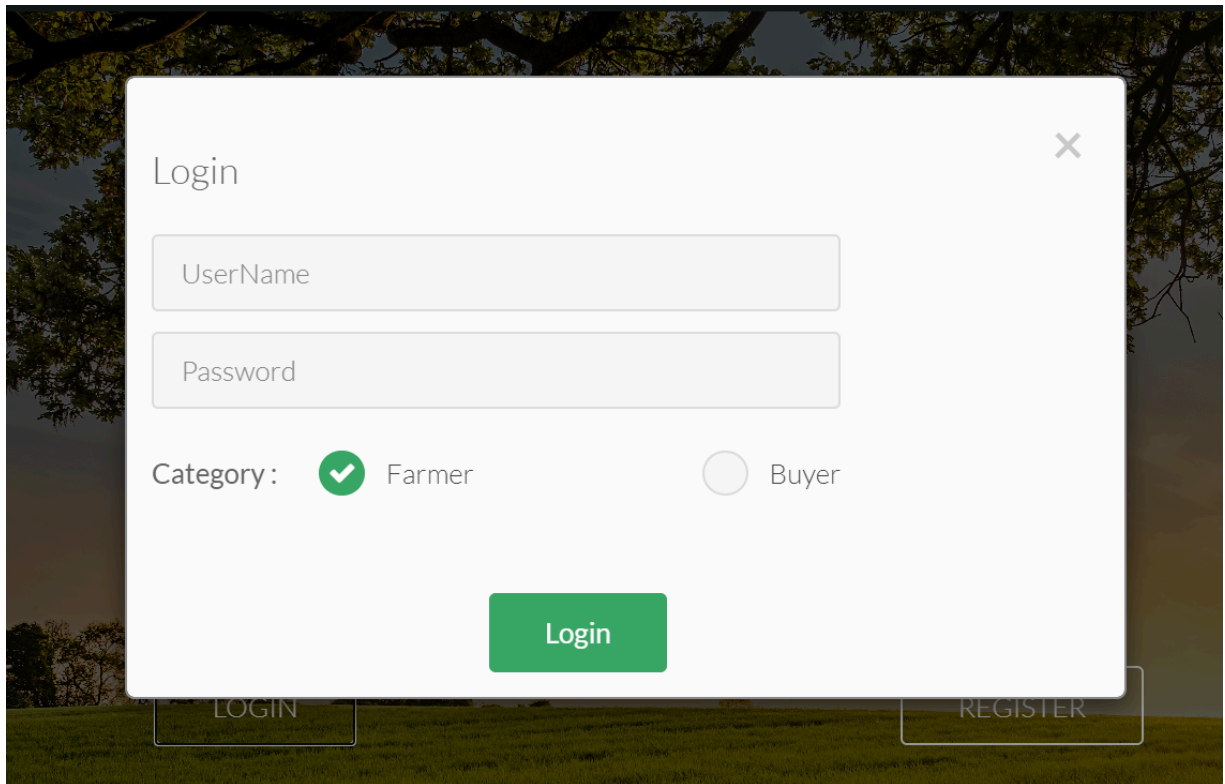 Login
UserName
Password
Category : Farmer Buyer
Login
LOGIN REGISTER